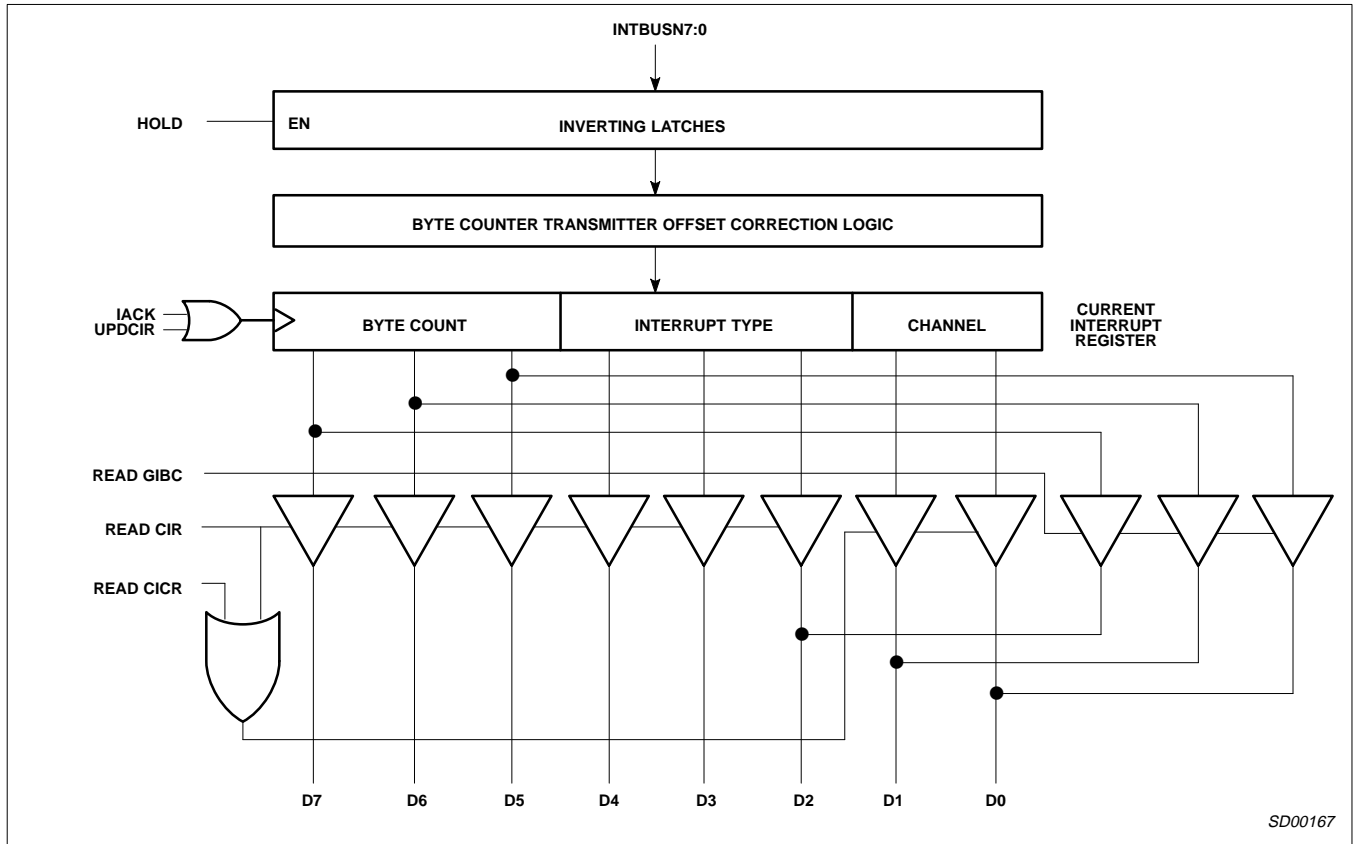 INTBUSN7:0
HOLD
EN
INVERTING LATCHES
BYTE COUNTER TRANSMITTER OFFSET CORRECTION LOGIC
IACK
UPDCIR
BYTE COUNT
INTERRUPT TYPE
CHANNEL
CURRENT
INTERRUPT
REGISTER
READ GIBC
READ CIR
READ CICR
D7
D6
D5
D4
D3
D2
D1
D0
SD00167